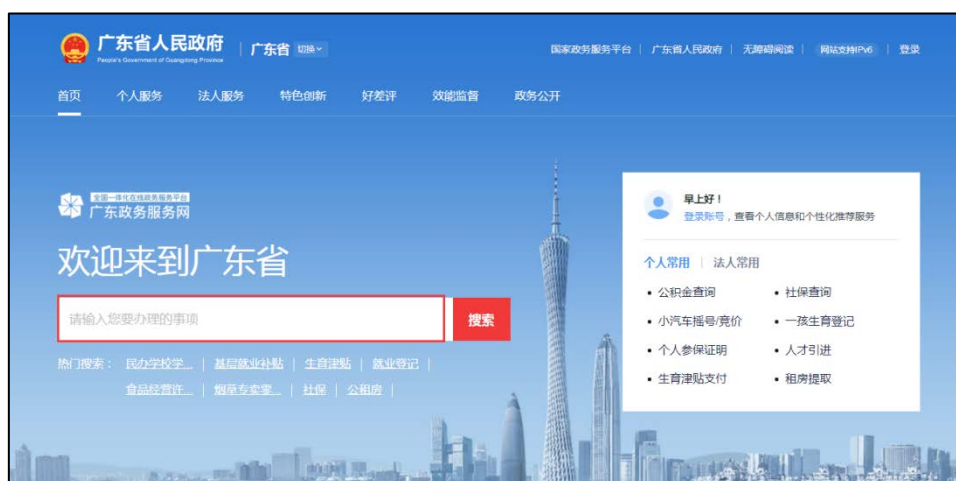 广东省人民政府
People's Government of Guangdong Province
广东省 切换
国家政务服务平台 | 广东省人民政府 | 无障碍阅读 | 网站支持IPv6 | 登录
首页 个人服务 法人服务 特色创新 好差评 效能监督 政务公开
全国一体化在线政务服务平台
广东政务服务网
欢迎来到广东省
请输入您要办理的事项 搜索
热门搜索： 民办学校学... | 基层就业补贴 | 生育津贴 | 就业登记 |
食品经营许... | 烟草专卖零... | 社保 | 公租房 |
早上好！
登录账号，查看个人信息和个性化推荐服务
个人常用 | 法人常用
• 公积金查询 • 社保查询
• 小汽车摇号/竞价 • 一孩生育登记
• 个人参保证明 • 人才引进
• 生育津贴支付 • 租房提取